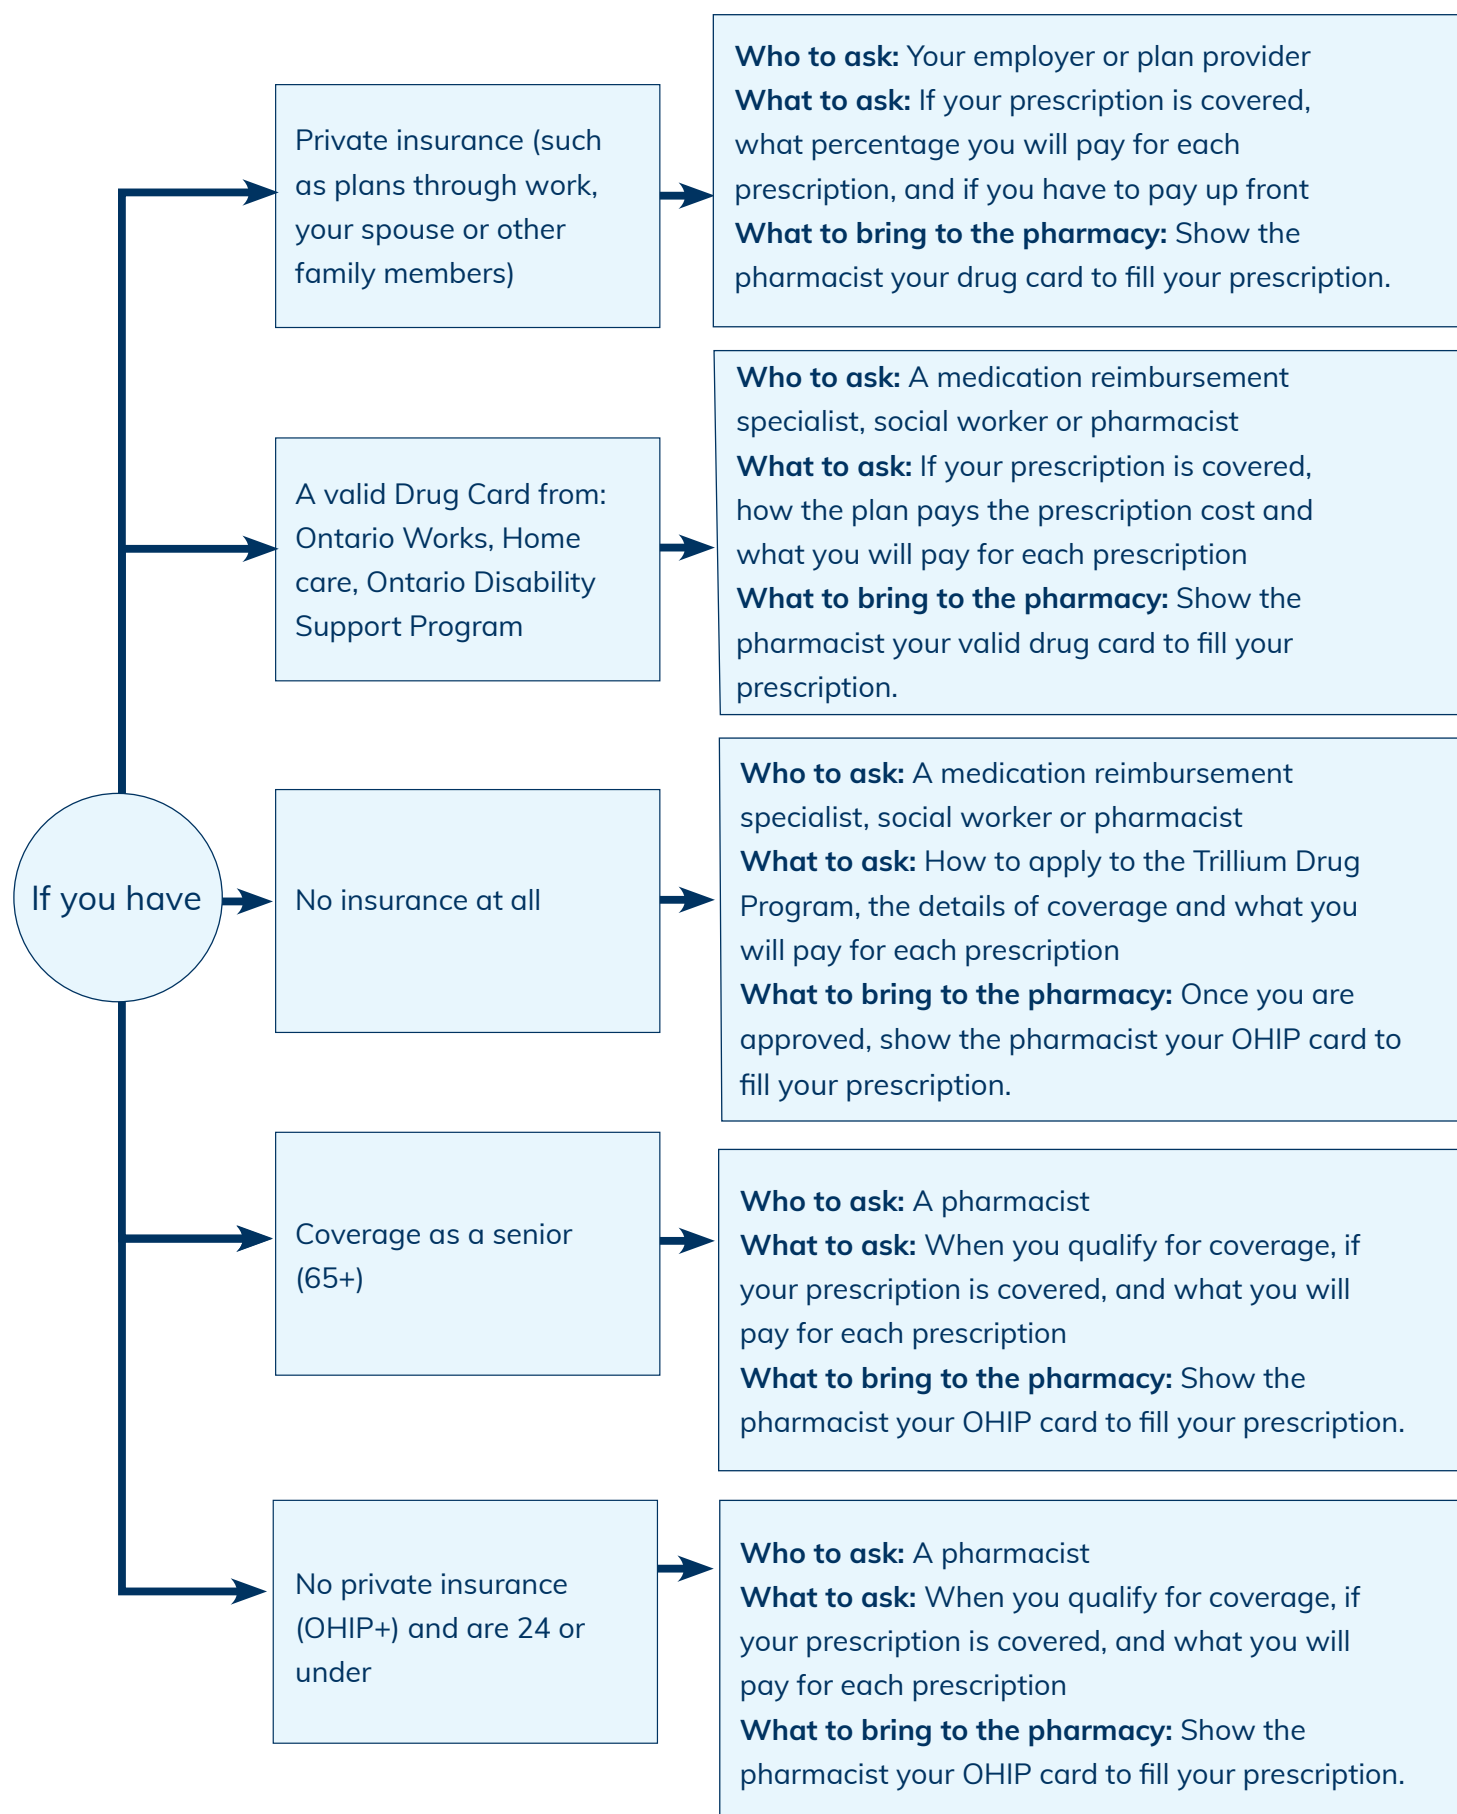 If you have
Private insurance (such
as plans through work,
your spouse or other
family members)
Who to ask: Your employer or plan provider
What to ask: If your prescription is covered,
what percentage you will pay for each
prescription, and if you have to pay up front
What to bring to the pharmacy: Show the
pharmacist your drug card to fill your prescription.
A valid Drug Card from:
Ontario Works, Home
care, Ontario Disability
Support Program
Who to ask: A medication reimbursement
specialist, social worker or pharmacist
What to ask: If your prescription is covered,
how the plan pays the prescription cost and
what you will pay for each prescription
What to bring to the pharmacy: Show the
pharmacist your valid drug card to fill your
prescription.
No insurance at all
Who to ask: A medication reimbursement
specialist, social worker or pharmacist
What to ask: How to apply to the Trillium Drug
Program, the details of coverage and what you
will pay for each prescription
What to bring to the pharmacy: Once you are
approved, show the pharmacist your OHIP card to
fill your prescription.
Coverage as a senior
(65+)
Who to ask: A pharmacist
What to ask: When you qualify for coverage, if
your prescription is covered, and what you will
pay for each prescription
What to bring to the pharmacy: Show the
pharmacist your OHIP card to fill your prescription.
No private insurance
(OHIP+) and are 24 or
under
Who to ask: A pharmacist
What to ask: When you qualify for coverage, if
your prescription is covered, and what you will
pay for each prescription
What to bring to the pharmacy: Show the
pharmacist your OHIP card to fill your prescription.